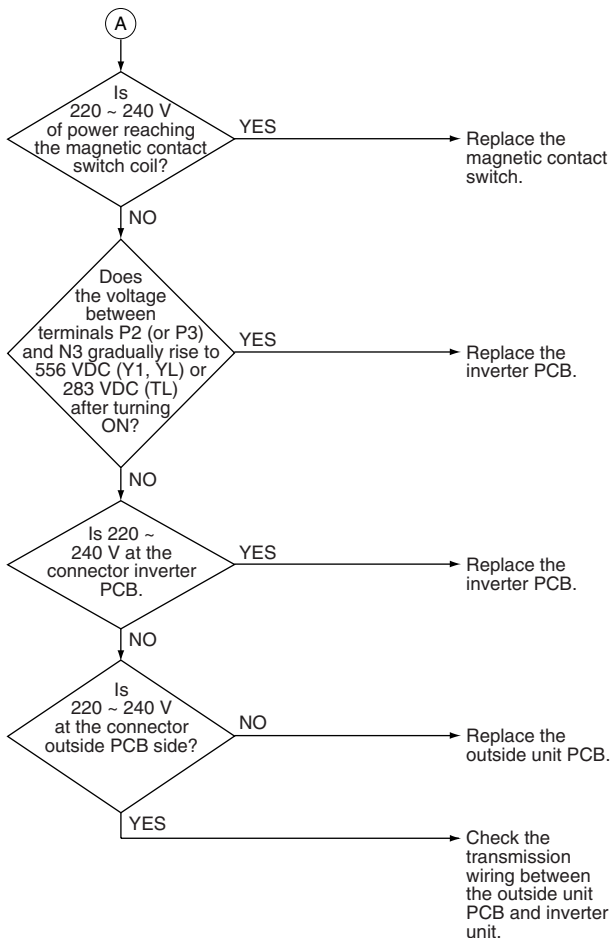 A
Is
220 ~ 240 V
of power reaching
the magnetic contact
switch coil?
YES
Replace the
magnetic contact
switch.
NO
Does
the voltage
between
terminals P2 (or P3)
and N3 gradually rise to
556 VDC (Y1, YL) or
283 VDC (TL)
after turning
ON?
YES
Replace the
inverter PCB.
NO
Is 220 ~
240 V at the
connector inverter
PCB.
YES
Replace the
inverter PCB.
NO
Is
220 ~ 240 V
at the connector
outside PCB side?
NO
Replace the
outside unit PCB.
YES
Check the
transmission
wiring between
the outside unit
PCB and inverter
unit.